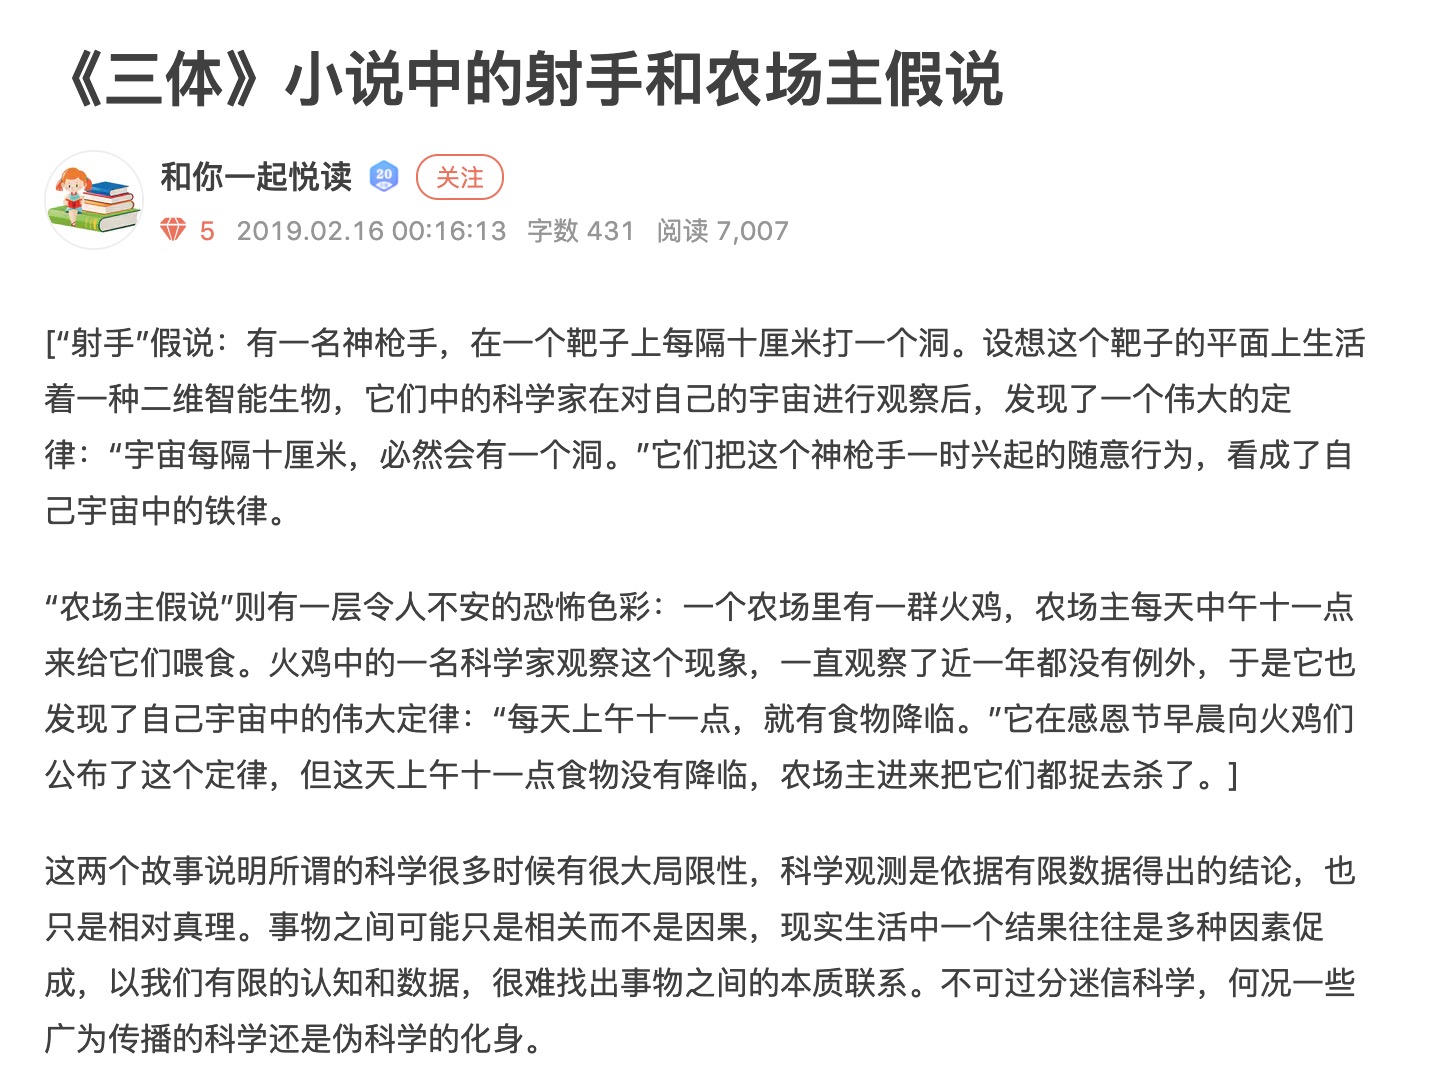 《三体》小说中的射手和农场主假说
和你一起悦读 20 关注
5 2019.02.16 00:16:13 字数 431 阅读 7,007
[“射手”假说：有一名神枪手，在一个靶子上每隔十厘米打一个洞。设想这个靶子的平面上生活
着一种二维智能生物，它们中的科学家在对自己的宇宙进行观察后，发现了一个伟大的定
律：“宇宙每隔十厘米，必然会有一个洞。”它们把这个神枪手一时兴起的随意行为，看成了自
己宇宙中的铁律。
“农场主假说”则有一层令人不安的恐怖色彩：一个农场里有一群火鸡，农场主每天中午十一点
来给它们喂食。火鸡中的一名科学家观察这个现象，一直观察了近一年都没有例外，于是它也
发现了自己宇宙中的伟大定律：“每天上午十一点，就有食物降临。”它在感恩节早晨向火鸡们
公布了这个定律，但这天上午十一点食物没有降临，农场主进来把它们都捉去杀了。]
这两个故事说明所谓的科学很多时候有很大局限性，科学观测是依据有限数据得出的结论，也
只是相对真理。事物之间可能只是相关而不是因果，现实生活中一个结果往往是多种因素促
成，以我们有限的认知和数据，很难找出事物之间的本质联系。不可过分迷信科学，何况一些
广为传播的科学还是伪科学的化身。